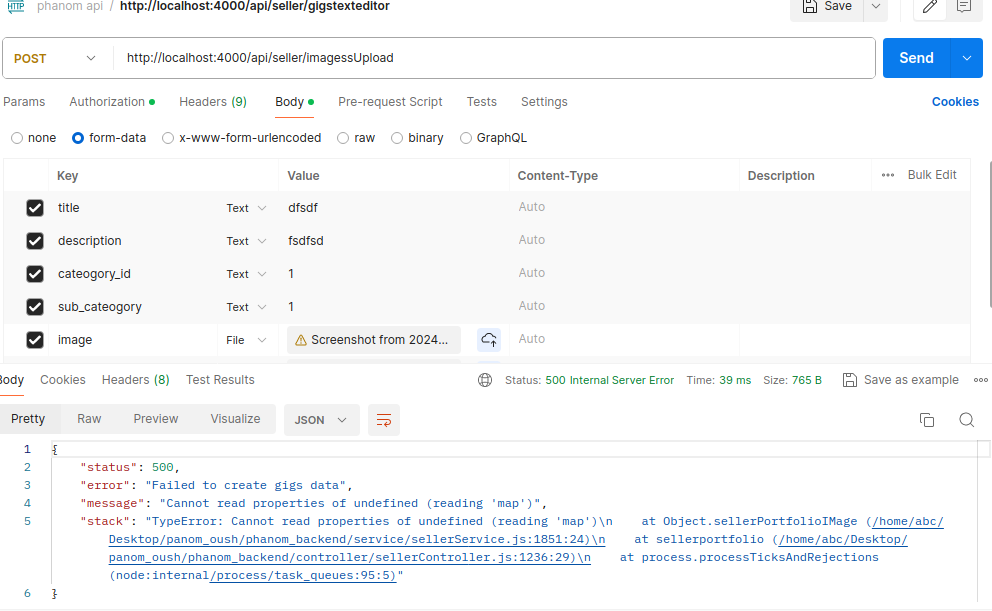 HTTP phanom api / http://localhost:4000/api/seller/gigstexteditor Save
POST http://localhost:4000/api/seller/imagessUpload Send
Params Authorization Headers (9) Body Pre-request Script Tests Settings Cookies
none form-data x-www-form-urlencoded raw binary GraphQL
Key Value Content-Type Description Bulk Edit
title Text dfsdf Auto
description Text fsdfsd Auto
cateogory_id Text 1 Auto
sub_cateogory Text 1 Auto
image File Screenshot from 2024... Auto
Body Cookies Headers (8) Test Results Status: 500 Internal Server Error Time: 39 ms Size: 765 B Save as example
Pretty Raw Preview Visualize JSON
1 {
2 "status": 500,
3 "error": "Failed to create gigs data",
4 "message": "Cannot read properties of undefined (reading 'map')",
5 "stack": "TypeError: Cannot read properties of undefined (reading 'map')\n    at Object.sellerPortfolioIMage (/home/abc/
Desktop/panom_oush/phanom_backend/service/sellerService.js:1851:24)\n    at sellerportfolio (/home/abc/Desktop/
panom_oush/phanom_backend/controller/sellerController.js:1236:29)\n    at process.processTicksAndRejections
(node:internal/process/task_queues:95:5)"
6 }